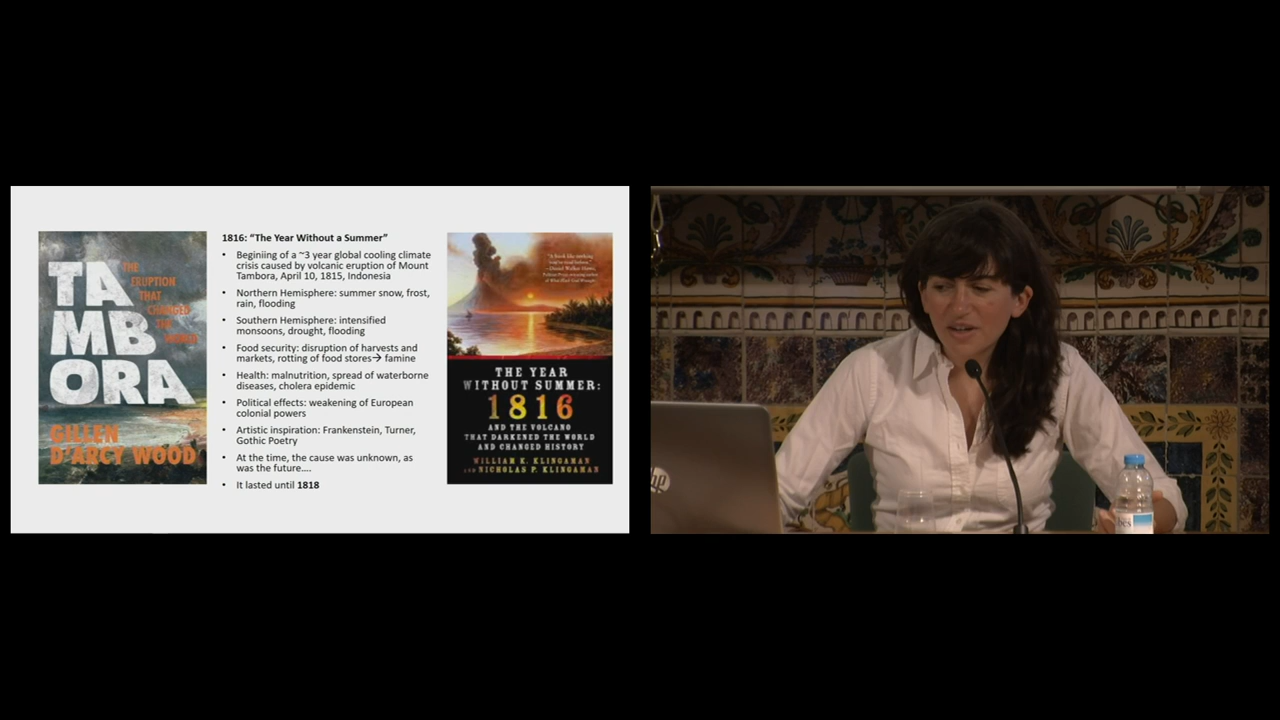 TA
MB
ORA
THE
ERUPTION
THAT
CHANGED
THE
WORLD
GILLEN
D'ARCY WOOD
1816: “The Year Without a Summer”
• Beginiing of a ~3 year global cooling climate
crisis caused by volcanic eruption of Mount
Tambora, April 10, 1815, Indonesia
• Northern Hemisphere: summer snow, frost,
rain, flooding
• Southern Hemisphere: intensified
monsoons, drought, flooding
• Food security: disruption of harvests and
markets, rotting of food stores→ famine
• Health: malnutrition, spread of waterborne
diseases, cholera epidemic
• Political effects: weakening of European
colonial powers
• Artistic inspiration: Frankenstein, Turner,
Gothic Poetry
• At the time, the cause was unknown, as
was the future....
• It lasted until 1818
THE YEAR
WITHOUT SUMMER:
1816
AND THE VOLCANO
THAT DARKENED THE WORLD
AND CHANGED HISTORY
WILLIAM K. KLINGAMAN
AND NICHOLAS P. KLINGAMAN
hp